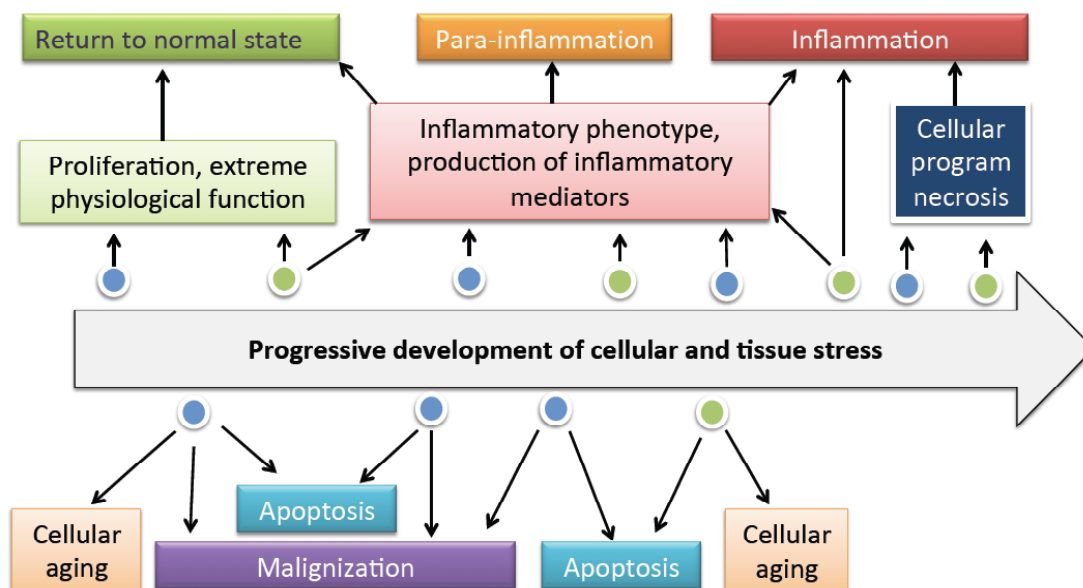 Return to normal state
Para-inflammation
Inflammation
Proliferation, extreme
physiological function
Inflammatory phenotype,
production of inflammatory
mediators
Cellular
program
necrosis
Progressive development of cellular and tissue stress
Cellular
aging
Apoptosis
Malignization
Apoptosis
Cellular
aging